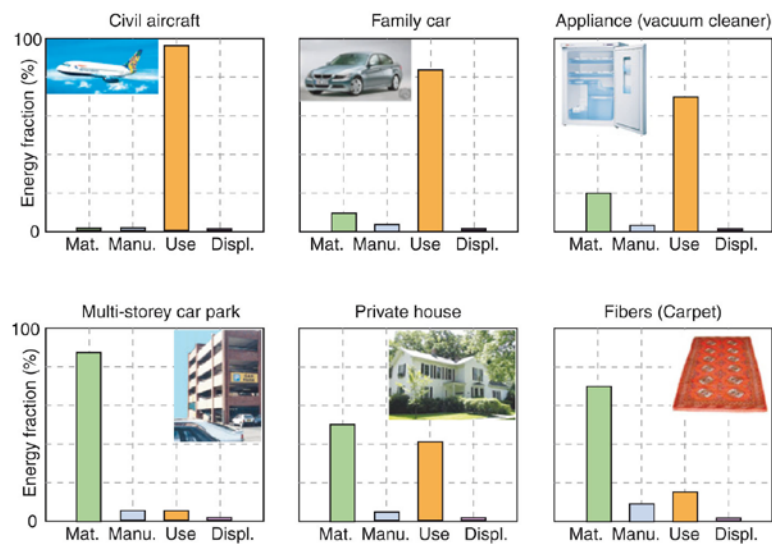 Civil aircraft
Family car
Appliance (vacuum cleaner)
Energy fraction (%)
100
0
Mat. Manu. Use Displ.
Mat. Manu. Use Displ.
Mat. Manu. Use Displ.
Multi-storey car park
Private house
Fibers (Carpet)
Energy fraction (%)
100
0
Mat. Manu. Use Displ.
Mat. Manu. Use Displ.
Mat. Manu. Use Displ.